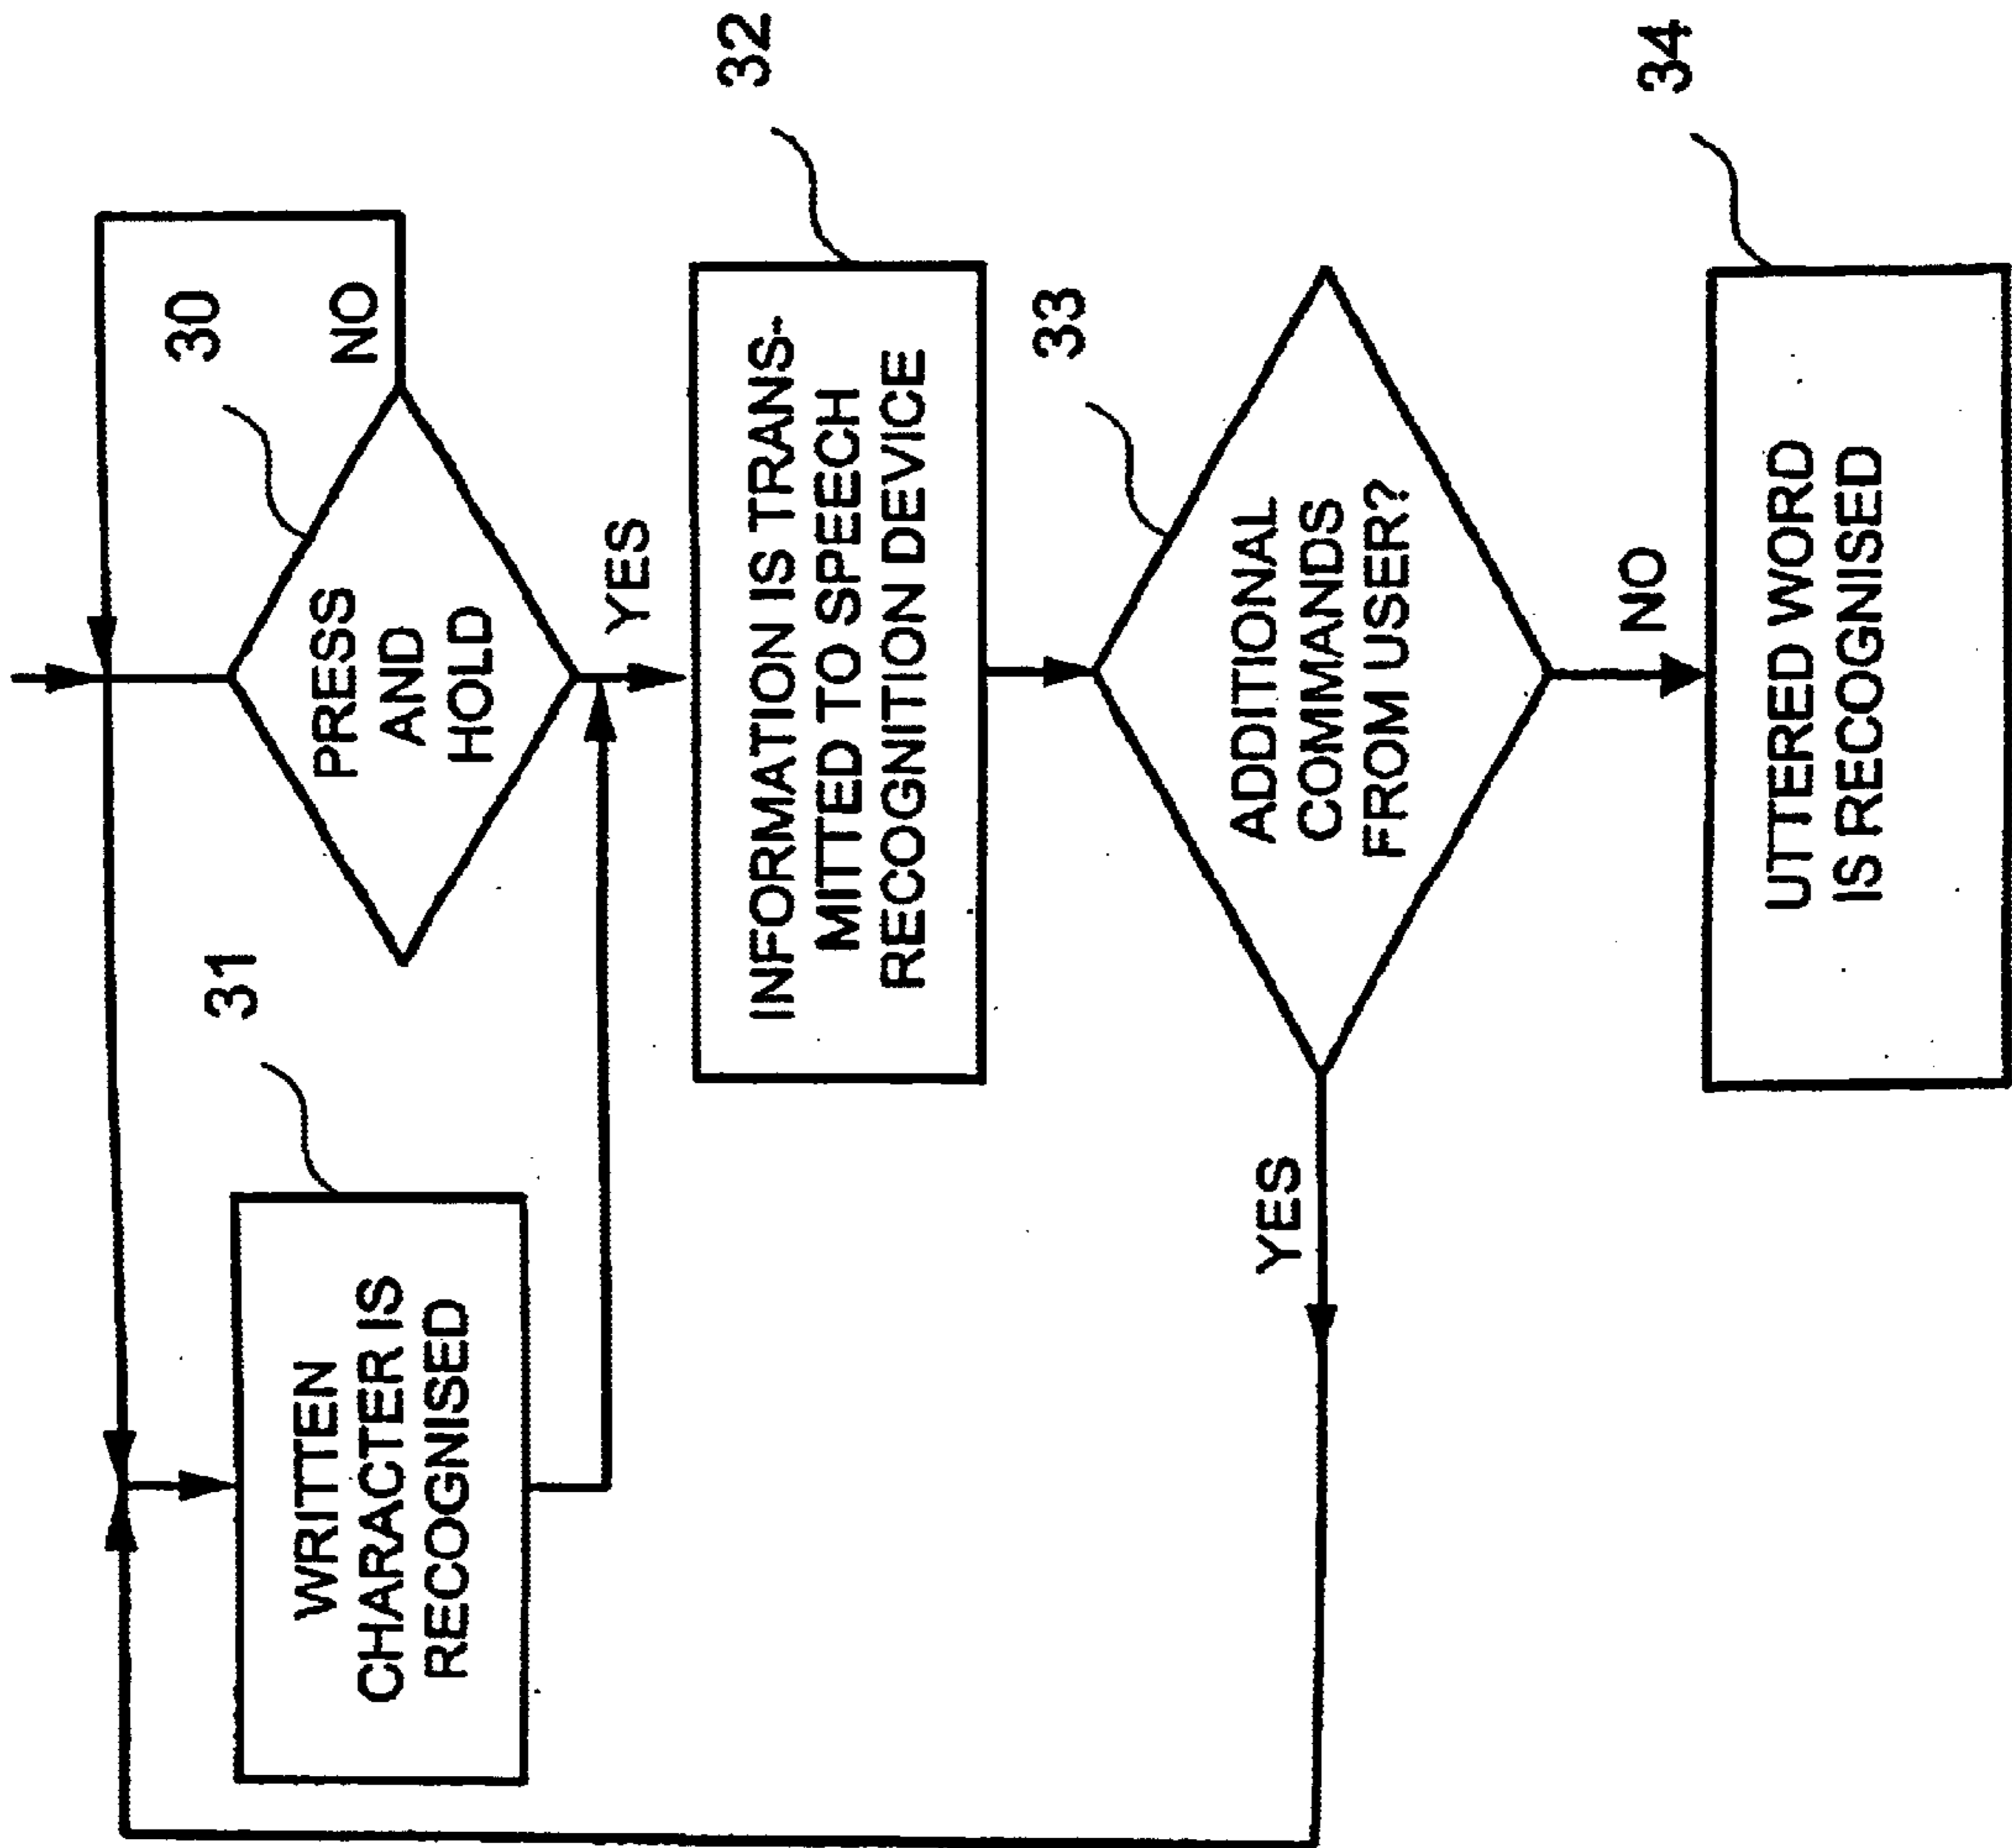 31
WRITTEN
CHARACTER IS
RECOGNISED
30
PRESS
AND
HOLD
NO
YES
32
INFORMATION IS TRANS-
MITTED TO SPEECH
RECOGNITION DEVICE
33
ADDITIONAL
COMMANDS
FROM USER?
YES
NO
34
UTTERED WORD
IS RECOGNISED